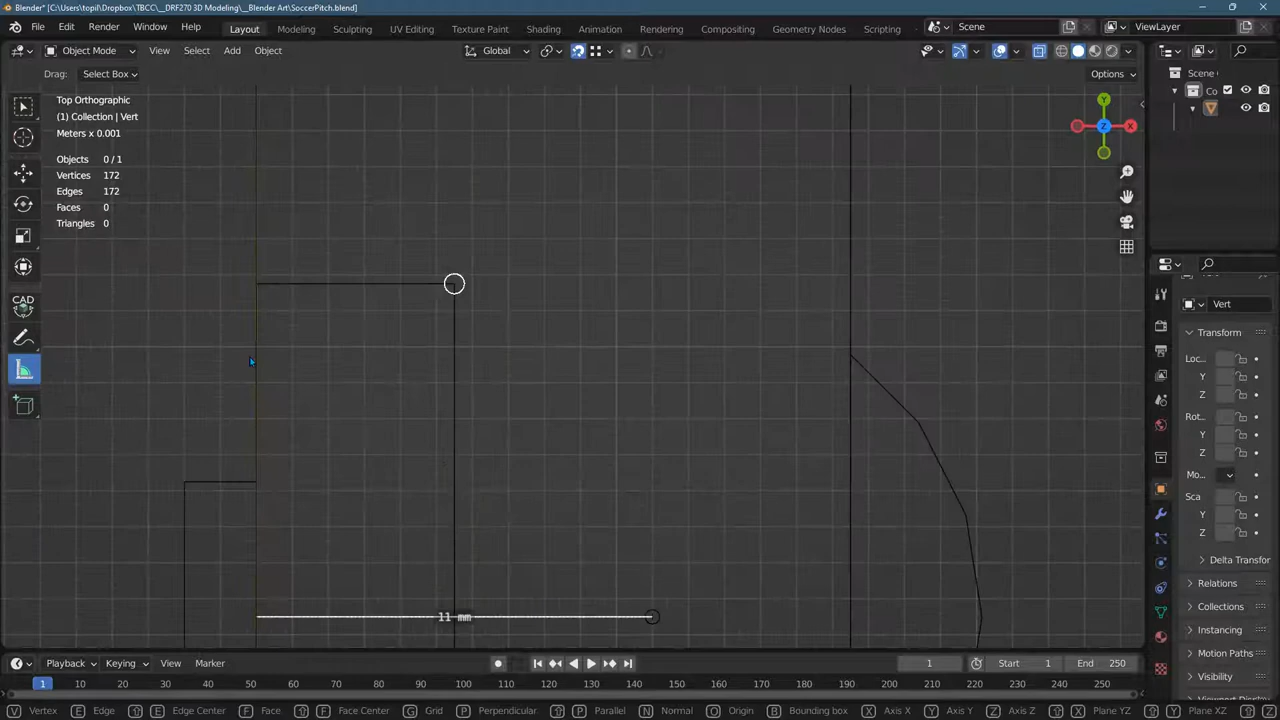 Blender* [C:\Users\topil\Dropbox\TBCC\__DRF270 3D Modeling\__Blender Art\SoccerPitch.blend]
File Edit Render Window Help Layout Modeling Sculpting UV Editing Texture Paint Shading Animation Rendering Compositing Geometry Nodes Scripting Scene ViewLayer
Object Mode View Select Add Object Global
Drag: Select Box Options
Scene
Co
Top Orthographic
(1) Collection | Vert
Meters x 0.001
Objects 0 / 1
Vertices 172
Edges 172
Faces 0
Triangles 0
Y
X
Z
CAD
11 mm
Vert
Transform
Loc...
Y
Z
Rot...
Y
Z
Mo...
Sca
Y
Z
Delta Transfor
Relations
Collections
Instancing
Motion Paths
Visibility
Playback Keying View Marker 1 Start 1 End 250
1 10 20 30 40 50 60 70 80 90 100 110 120 130 140 150 160 170 180 190 200 210 220 230 240 250
V Vertex E Edge E Edge Center F Face F Face Center G Grid P Perpendicular P Parallel N Normal O Origin B Bounding box X Axis X Y Axis Y Z Axis Z X Plane YZ Y Plane XZ Z